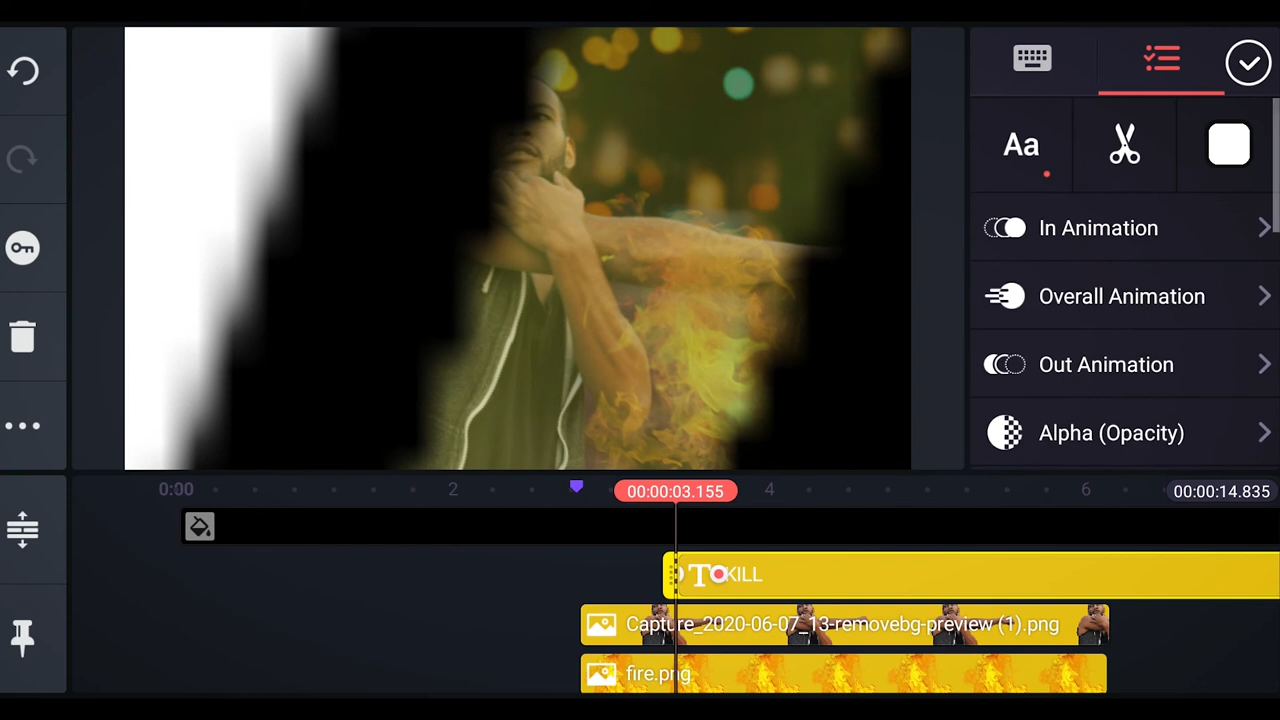 Aa
In Animation
Overall Animation
Out Animation
Alpha (Opacity)
0:00
2
00:00:03.155
4
6
00:00:14.835
T KILL
Capture_2020-06-07_13-removebg-preview (1).png
fire.png